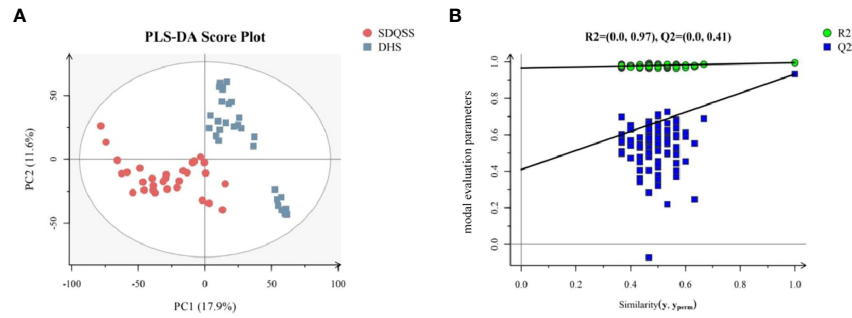 A
PLS-DA Score Plot
SDQSS
DHS
PC2 (11.6%)
50
0
-50
-100
-50
0
50
100
PC1 (17.9%)
B
R2=(0.0, 0.97), Q2=(0.0, 0.41)
R2
Q2
modal evaluation parameters
1.0
0.8
0.6
0.4
0.2
0.0
0.0
0.2
0.4
0.6
0.8
1.0
Similarity(y, yperm)